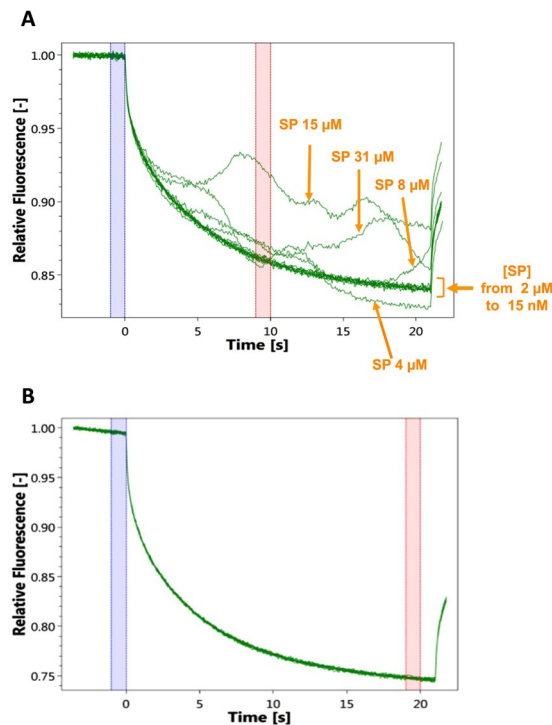 A
Relative Fluorescence [-]
1.00
0.95
0.90
0.85
SP 15 µM
SP 31 µM
SP 8 µM
[SP]
from 2 µM
to 15 nM
SP 4 µM
0 5 10 15 20
Time [s]
B
Relative Fluorescence [-]
1.00
0.95
0.90
0.85
0.80
0.75
0 5 10 15 20
Time [s]